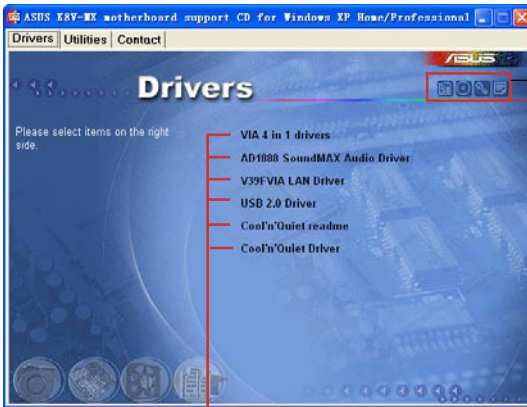 ASUS K8V-MX motherboard support CD for Windows XP Home/Professional
Drivers Utilities Contact
ASUS
Drivers
Please select items on the right
side.
VIA 4 in 1 drivers
AD1888 SoundMAX Audio Driver
V39FVIA LAN Driver
USB 2.0 Driver
Cool'n'Quiet readme
Cool'n'Quiet Driver